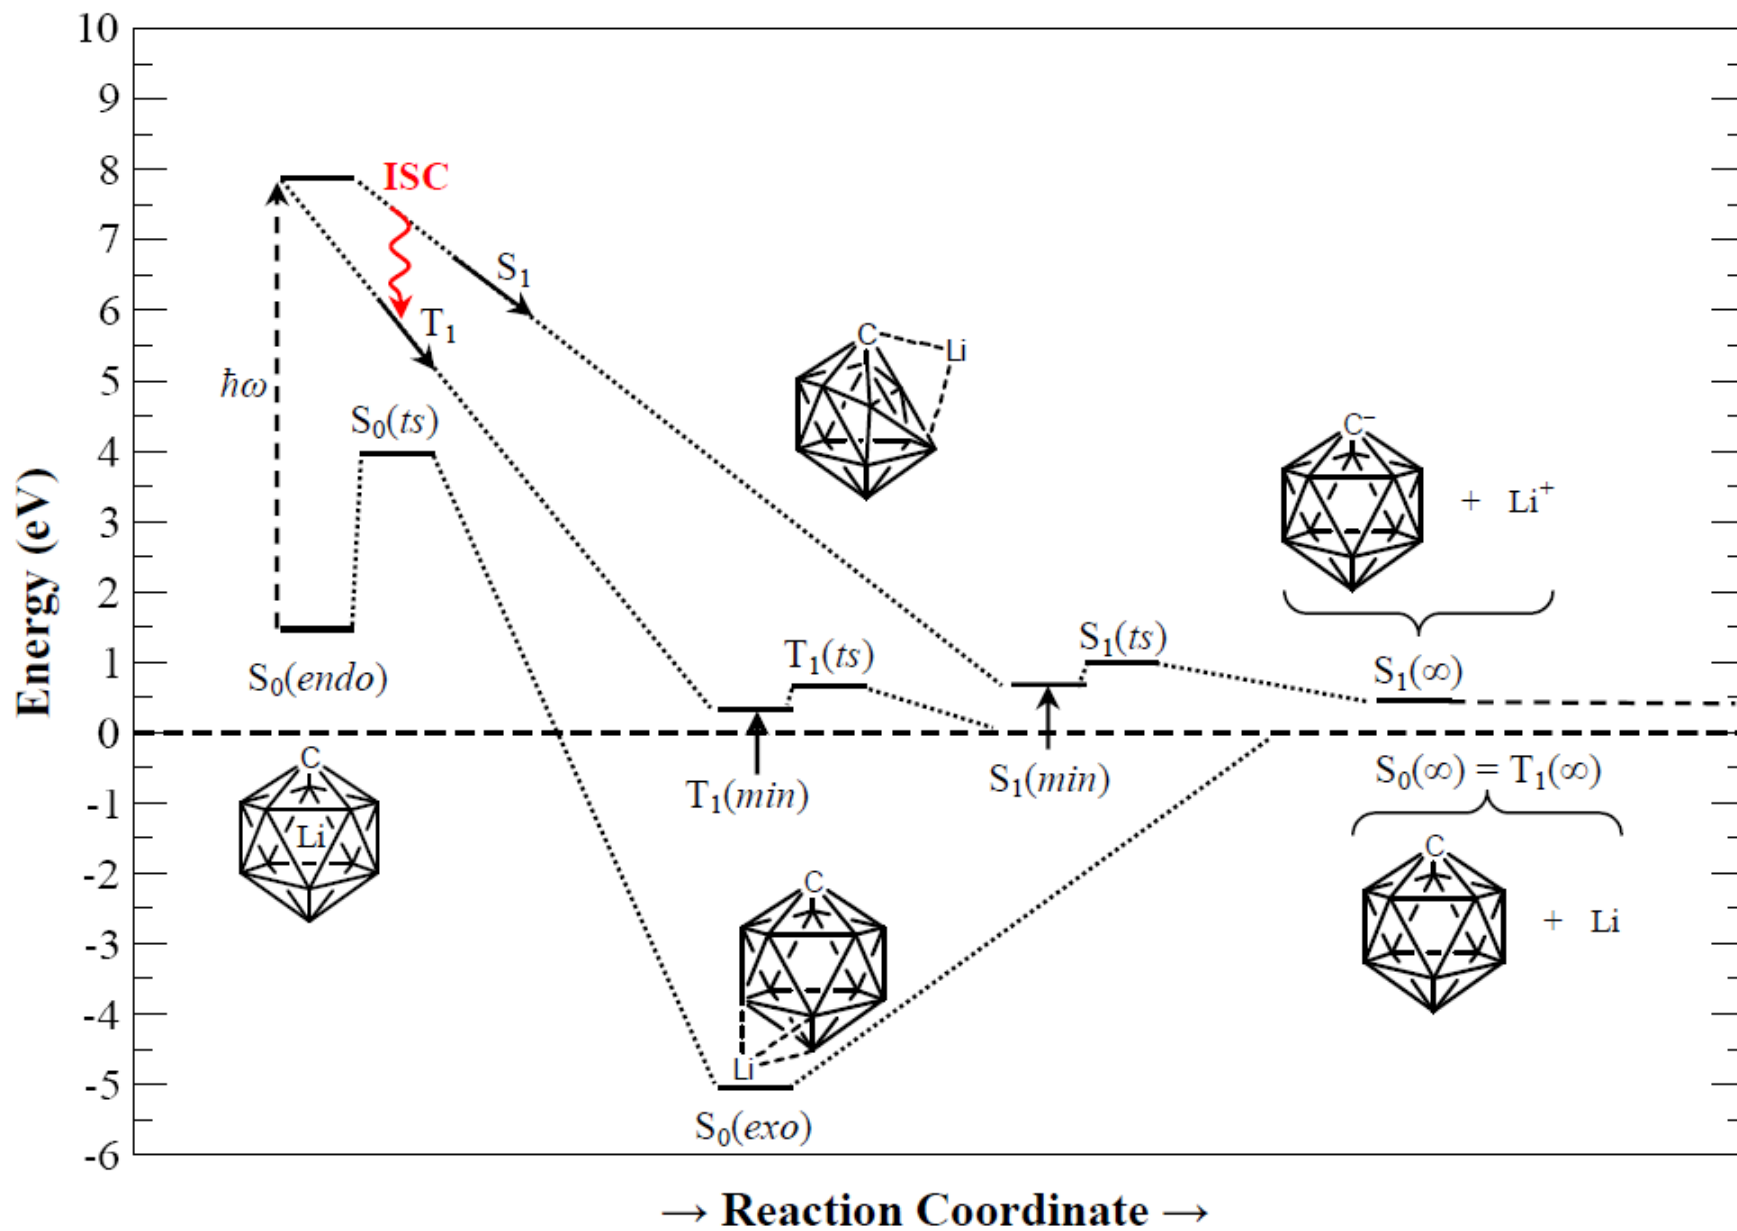 Energy (eV)
10
9
8
7
6
5
4
3
2
1
0
-1
-2
-3
-4
-5
-6
ISC
S₁
T₁
ħω
S₀(ts)
S₀(endo)
C
Li
C⁻
+ Li⁺
T₁(ts)
S₁(ts)
S₁(∞)
T₁(min)
S₁(min)
S₀(∞) = T₁(∞)
C
Li
C
Li
C
+ Li
S₀(exo)
→ Reaction Coordinate →